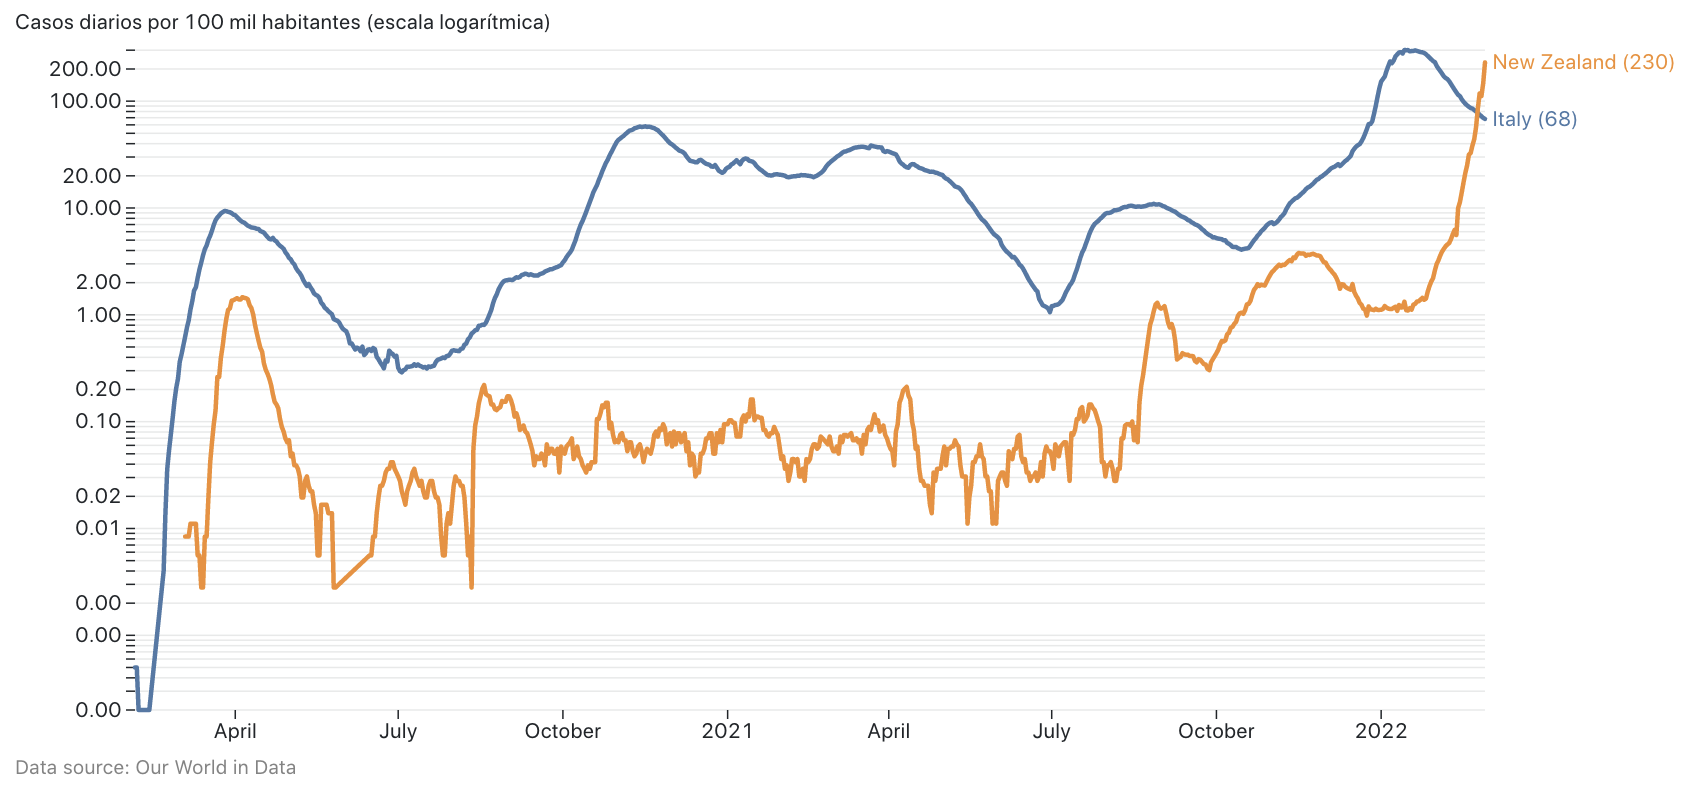 Casos diarios por 100 mil habitantes (escala logarítmica)
200.00
100.00
20.00
10.00
2.00
1.00
0.20
0.10
0.02
0.01
0.00
0.00
0.00
New Zealand (230)
Italy (68)
April July October 2021 April July October 2022
Data source: Our World in Data